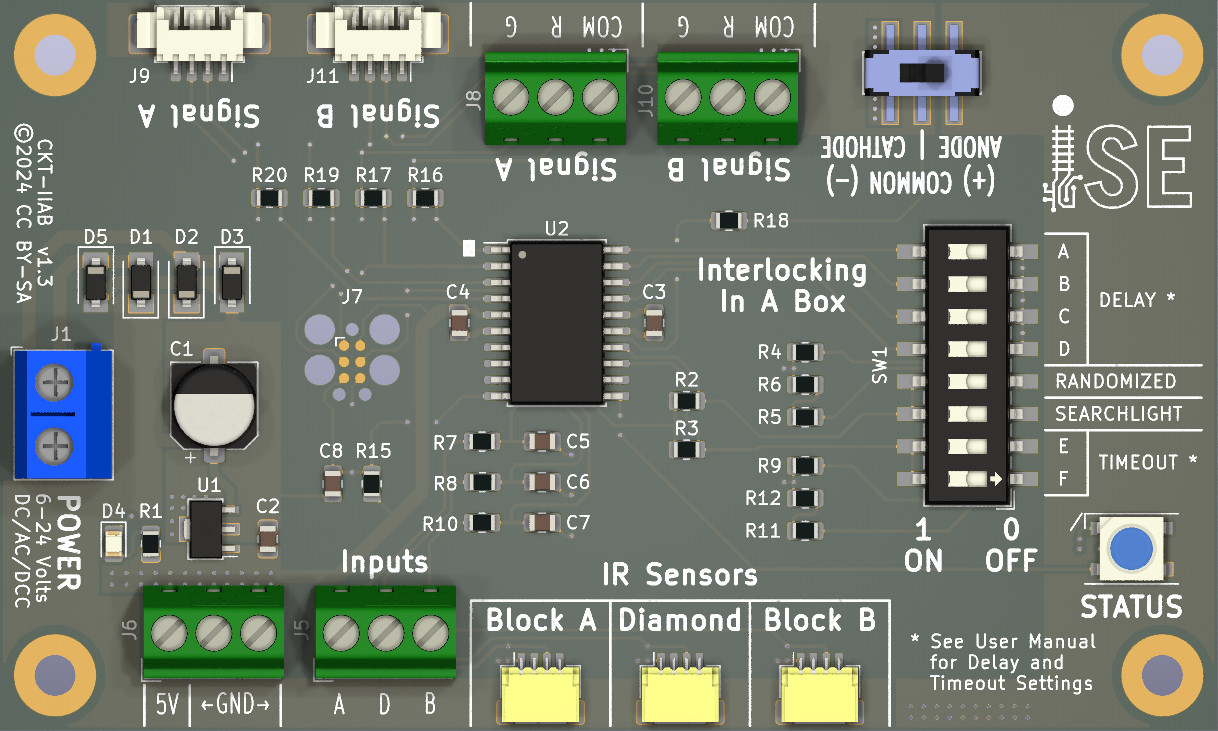 G R COM
G R COM
J9
J11
J8
J10
Signal A
Signal B
Signal A
Signal B
ANODE | CATHODE
(+) COMMON (-)
iSE
CKT-IIAB v1.3
©2024 CC BY-SA
R20
R19
R17
R16
R18
U2
D5
D1
D2
D3
J7
C4
C3
Interlocking
In A Box
J1
C1
+
R4
R6
R5
R2
R3
SW1
A
B
C
D
DELAY *
RANDOMIZED
SEARCHLIGHT
E
F
TIMEOUT *
1
ON
0
OFF
C8
R15
R7
C5
R8
C6
R10
C7
R9
R12
R11
POWER
6-24 Volts
DC/AC/DCC
D4
R1
U1
C2
Inputs
IR Sensors
J6
J5
Block A
Diamond
Block B
STATUS
5V
←GND→
A
D
B
* See User Manual
for Delay and
Timeout Settings